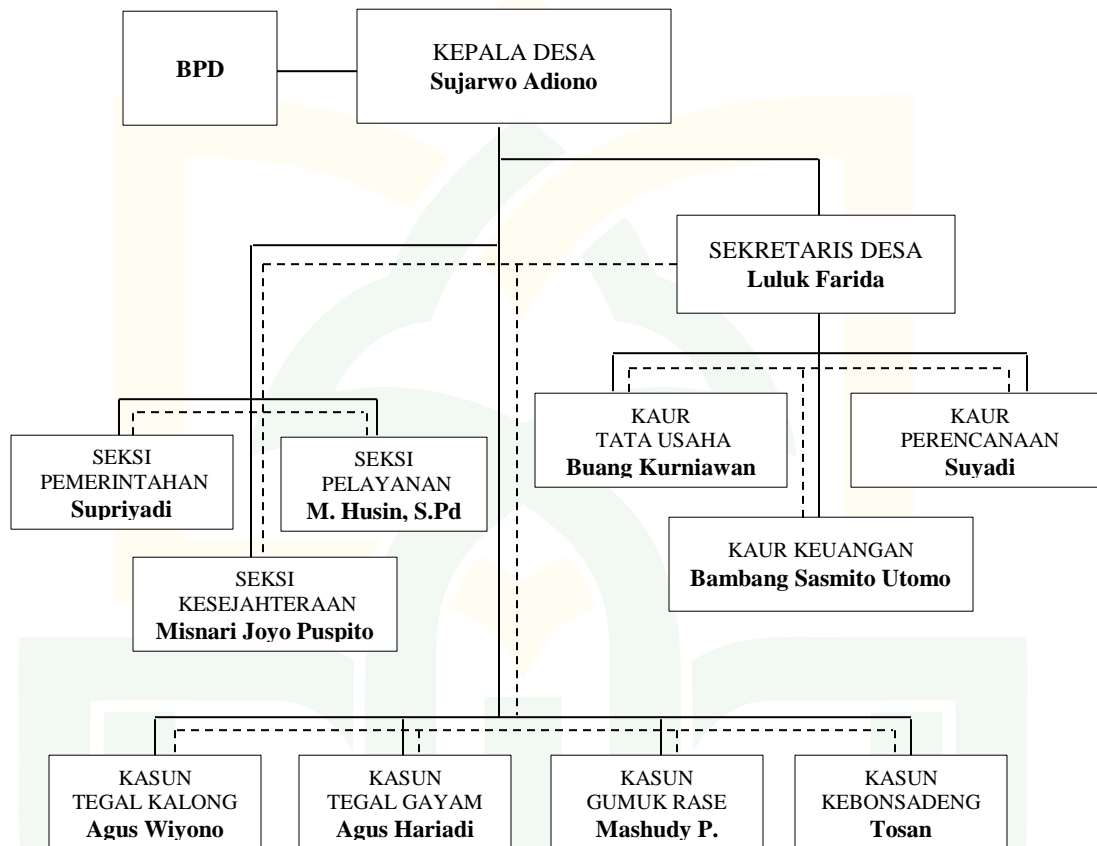 BPD
KEPALA DESA
Sujarwo Adiono
SEKRETARIS DESA
Luluk Farida
KAUR
TATA USAHA
Buang Kurniawan
KAUR
PERENCANAAN
Suyadi
SEKSI
PEMERINTAHAN
Supriyadi
SEKSI
PELAYANAN
M. Husin, S.Pd
KAUR KEUANGAN
Bambang Sasmito Utomo
SEKSI
KESEJAHTERAAN
Misnari Joyo Puspito
KASUN
TEGAL KALONG
Agus Wiyono
KASUN
TEGAL GAYAM
Agus Hariadi
KASUN
GUMUK RASE
Mashudy P.
KASUN
KEBONSADENG
Tosan